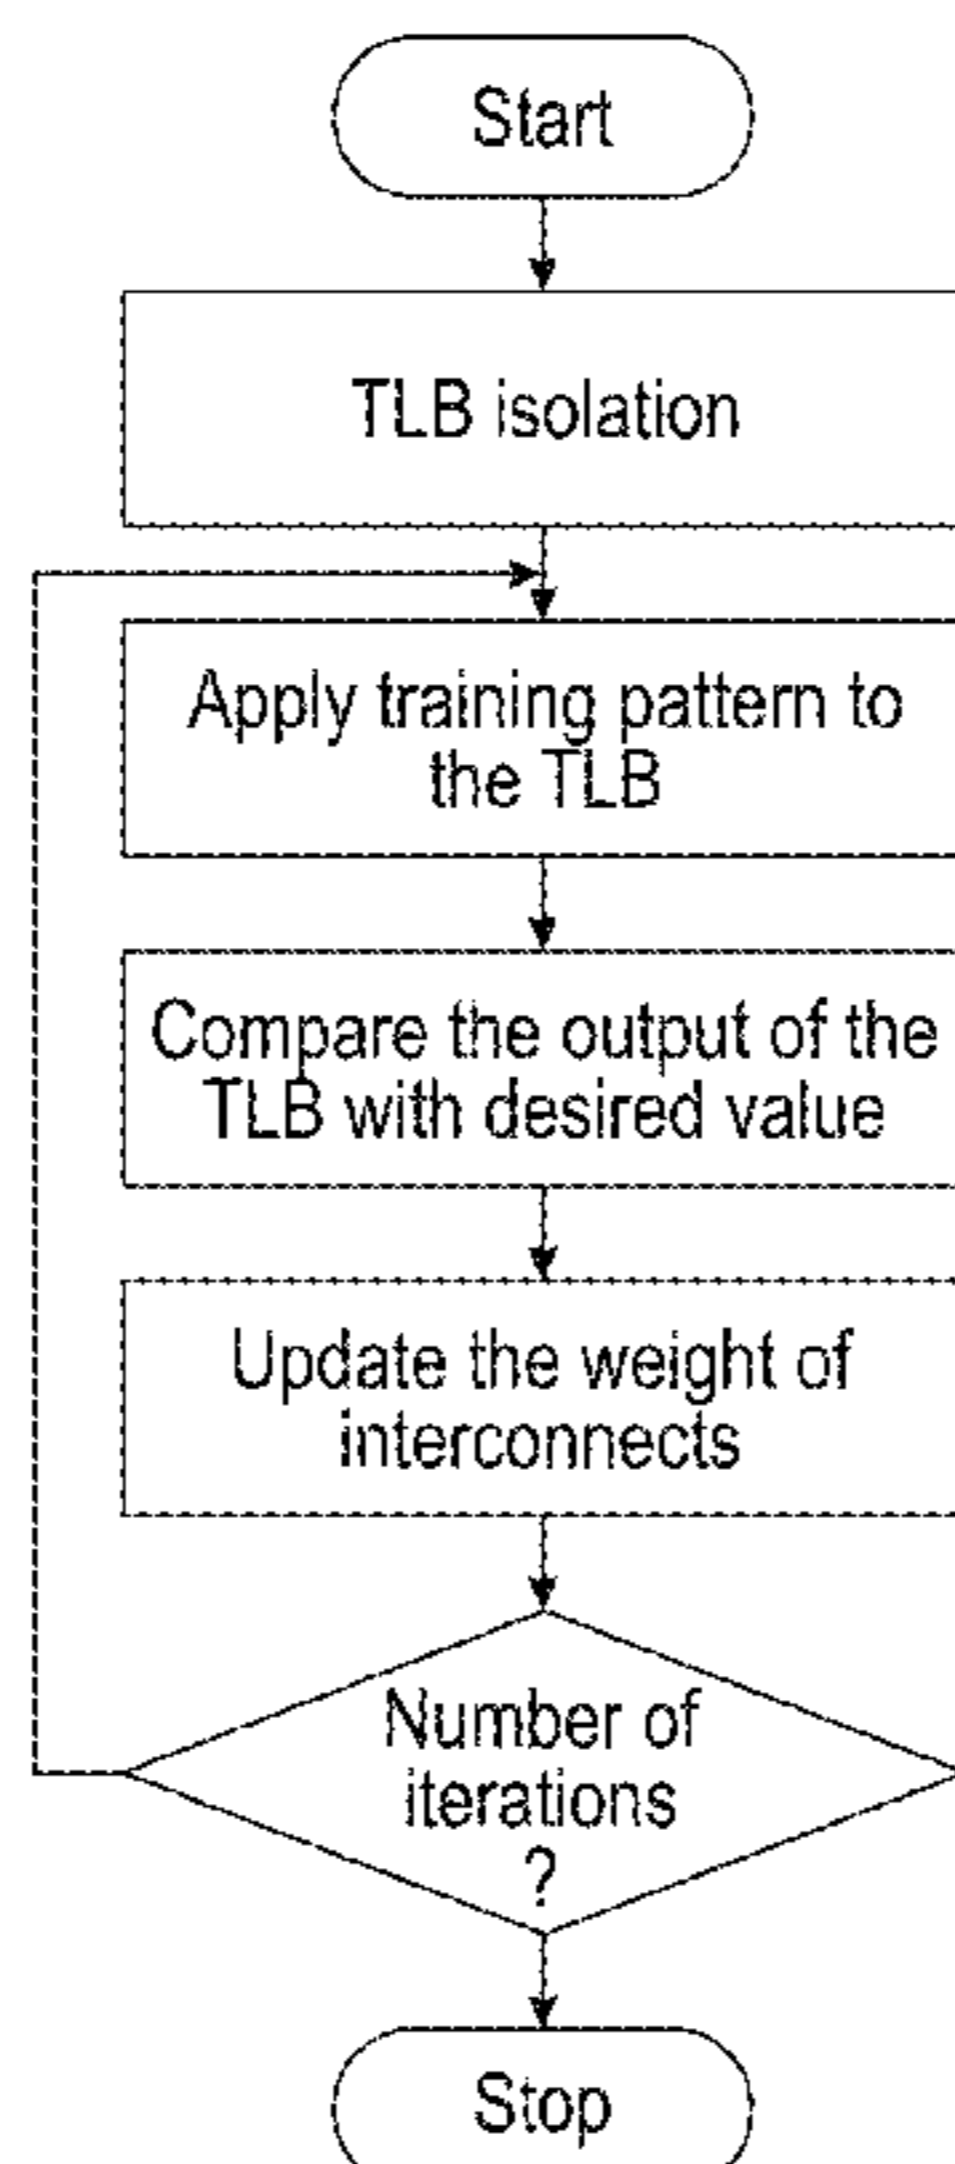 Start
TLB isolation
Apply training pattern to
the TLB
Compare the output of the
TLB with desired value
Update the weight of
interconnects
Number of
iterations
?
Stop